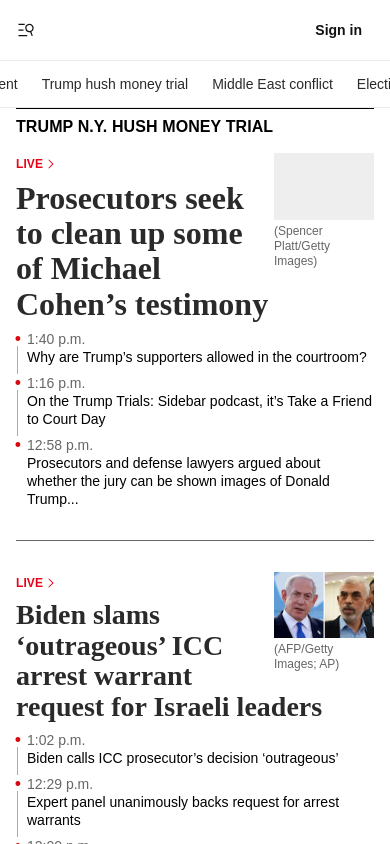 Sign in
ent Trump hush money trial Middle East conflict Electi
TRUMP N.Y. HUSH MONEY TRIAL
LIVE
Prosecutors seek
to clean up some
of Michael
Cohen’s testimony
(Spencer
Platt/Getty
Images)
1:40 p.m.
Why are Trump’s supporters allowed in the courtroom?
1:16 p.m.
On the Trump Trials: Sidebar podcast, it’s Take a Friend
to Court Day
12:58 p.m.
Prosecutors and defense lawyers argued about
whether the jury can be shown images of Donald
Trump...
LIVE
Biden slams
‘outrageous’ ICC
arrest warrant
request for Israeli leaders
(AFP/Getty
Images; AP)
1:02 p.m.
Biden calls ICC prosecutor’s decision ‘outrageous’
12:29 p.m.
Expert panel unanimously backs request for arrest
warrants